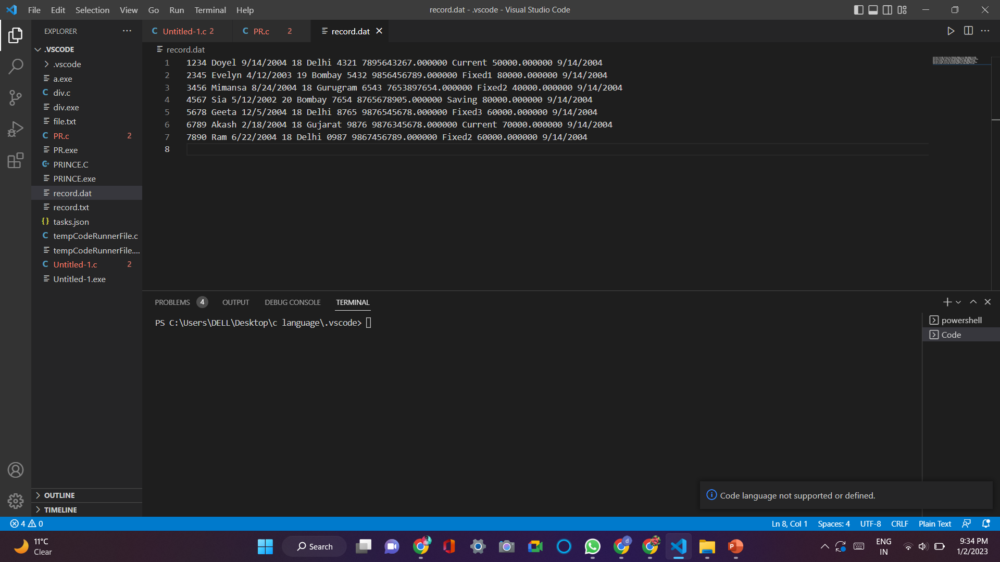 File Edit Selection View Go Run Terminal Help
record.dat - .vscode - Visual Studio Code
EXPLORER
.VSCODE
.vscode
a.exe
div.c
div.exe
file.txt
PR.c 2
PR.exe
PRINCE.C
PRINCE.exe
record.dat
record.txt
tasks.json
tempCodeRunnerFile.c
tempCodeRunnerFile....
Untitled-1.c 2
Untitled-1.exe
OUTLINE
TIMELINE
Untitled-1.c 2 PR.c 2 record.dat
record.dat
1 1234 Doyel 9/14/2004 18 Delhi 4321 7895643267.000000 Current 50000.000000 9/14/2004
2 2345 Evelyn 4/12/2003 19 Bombay 5432 9856456789.000000 Fixed1 80000.000000 9/14/2004
3 3456 Mimansa 8/24/2004 18 Gurugram 6543 7653897654.000000 Fixed2 40000.000000 9/14/2004
4 4567 Sia 5/12/2002 20 Bombay 7654 8765678905.000000 Saving 80000.000000 9/14/2004
5 5678 Geeta 12/5/2004 18 Delhi 8765 9876545678.000000 Fixed3 60000.000000 9/14/2004
6 6789 Akash 2/18/2004 18 Gujarat 9876 9876345678.000000 Current 70000.000000 9/14/2004
7 7890 Ram 6/22/2004 18 Delhi 0987 9867456789.000000 Fixed2 60000.000000 9/14/2004
8
PROBLEMS 4 OUTPUT DEBUG CONSOLE TERMINAL
PS C:\Users\DELL\Desktop\c language\.vscode>
powershell
Code
Code language not supported or defined.
4 0
Ln 8, Col 1 Spaces: 4 UTF-8 CRLF Plain Text
11°C
Clear
Search
ENG
IN
9:34 PM
1/2/2023